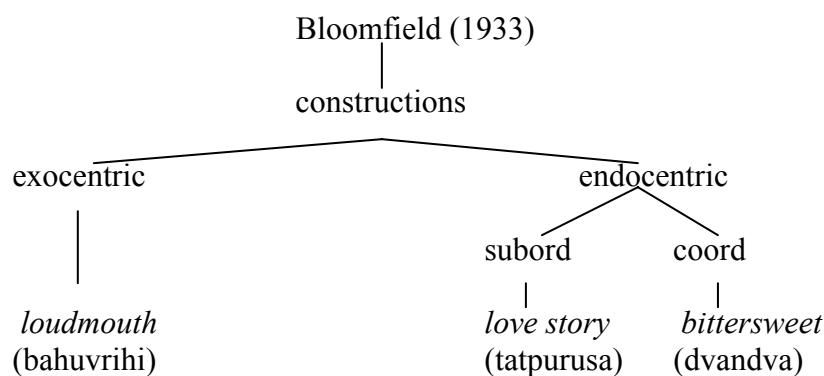 Bloomfield (1933)
constructions
exocentric endocentric
subord coord
loudmouth love story bittersweet
(bahuvrihi) (tatpurusa) (dvandva)